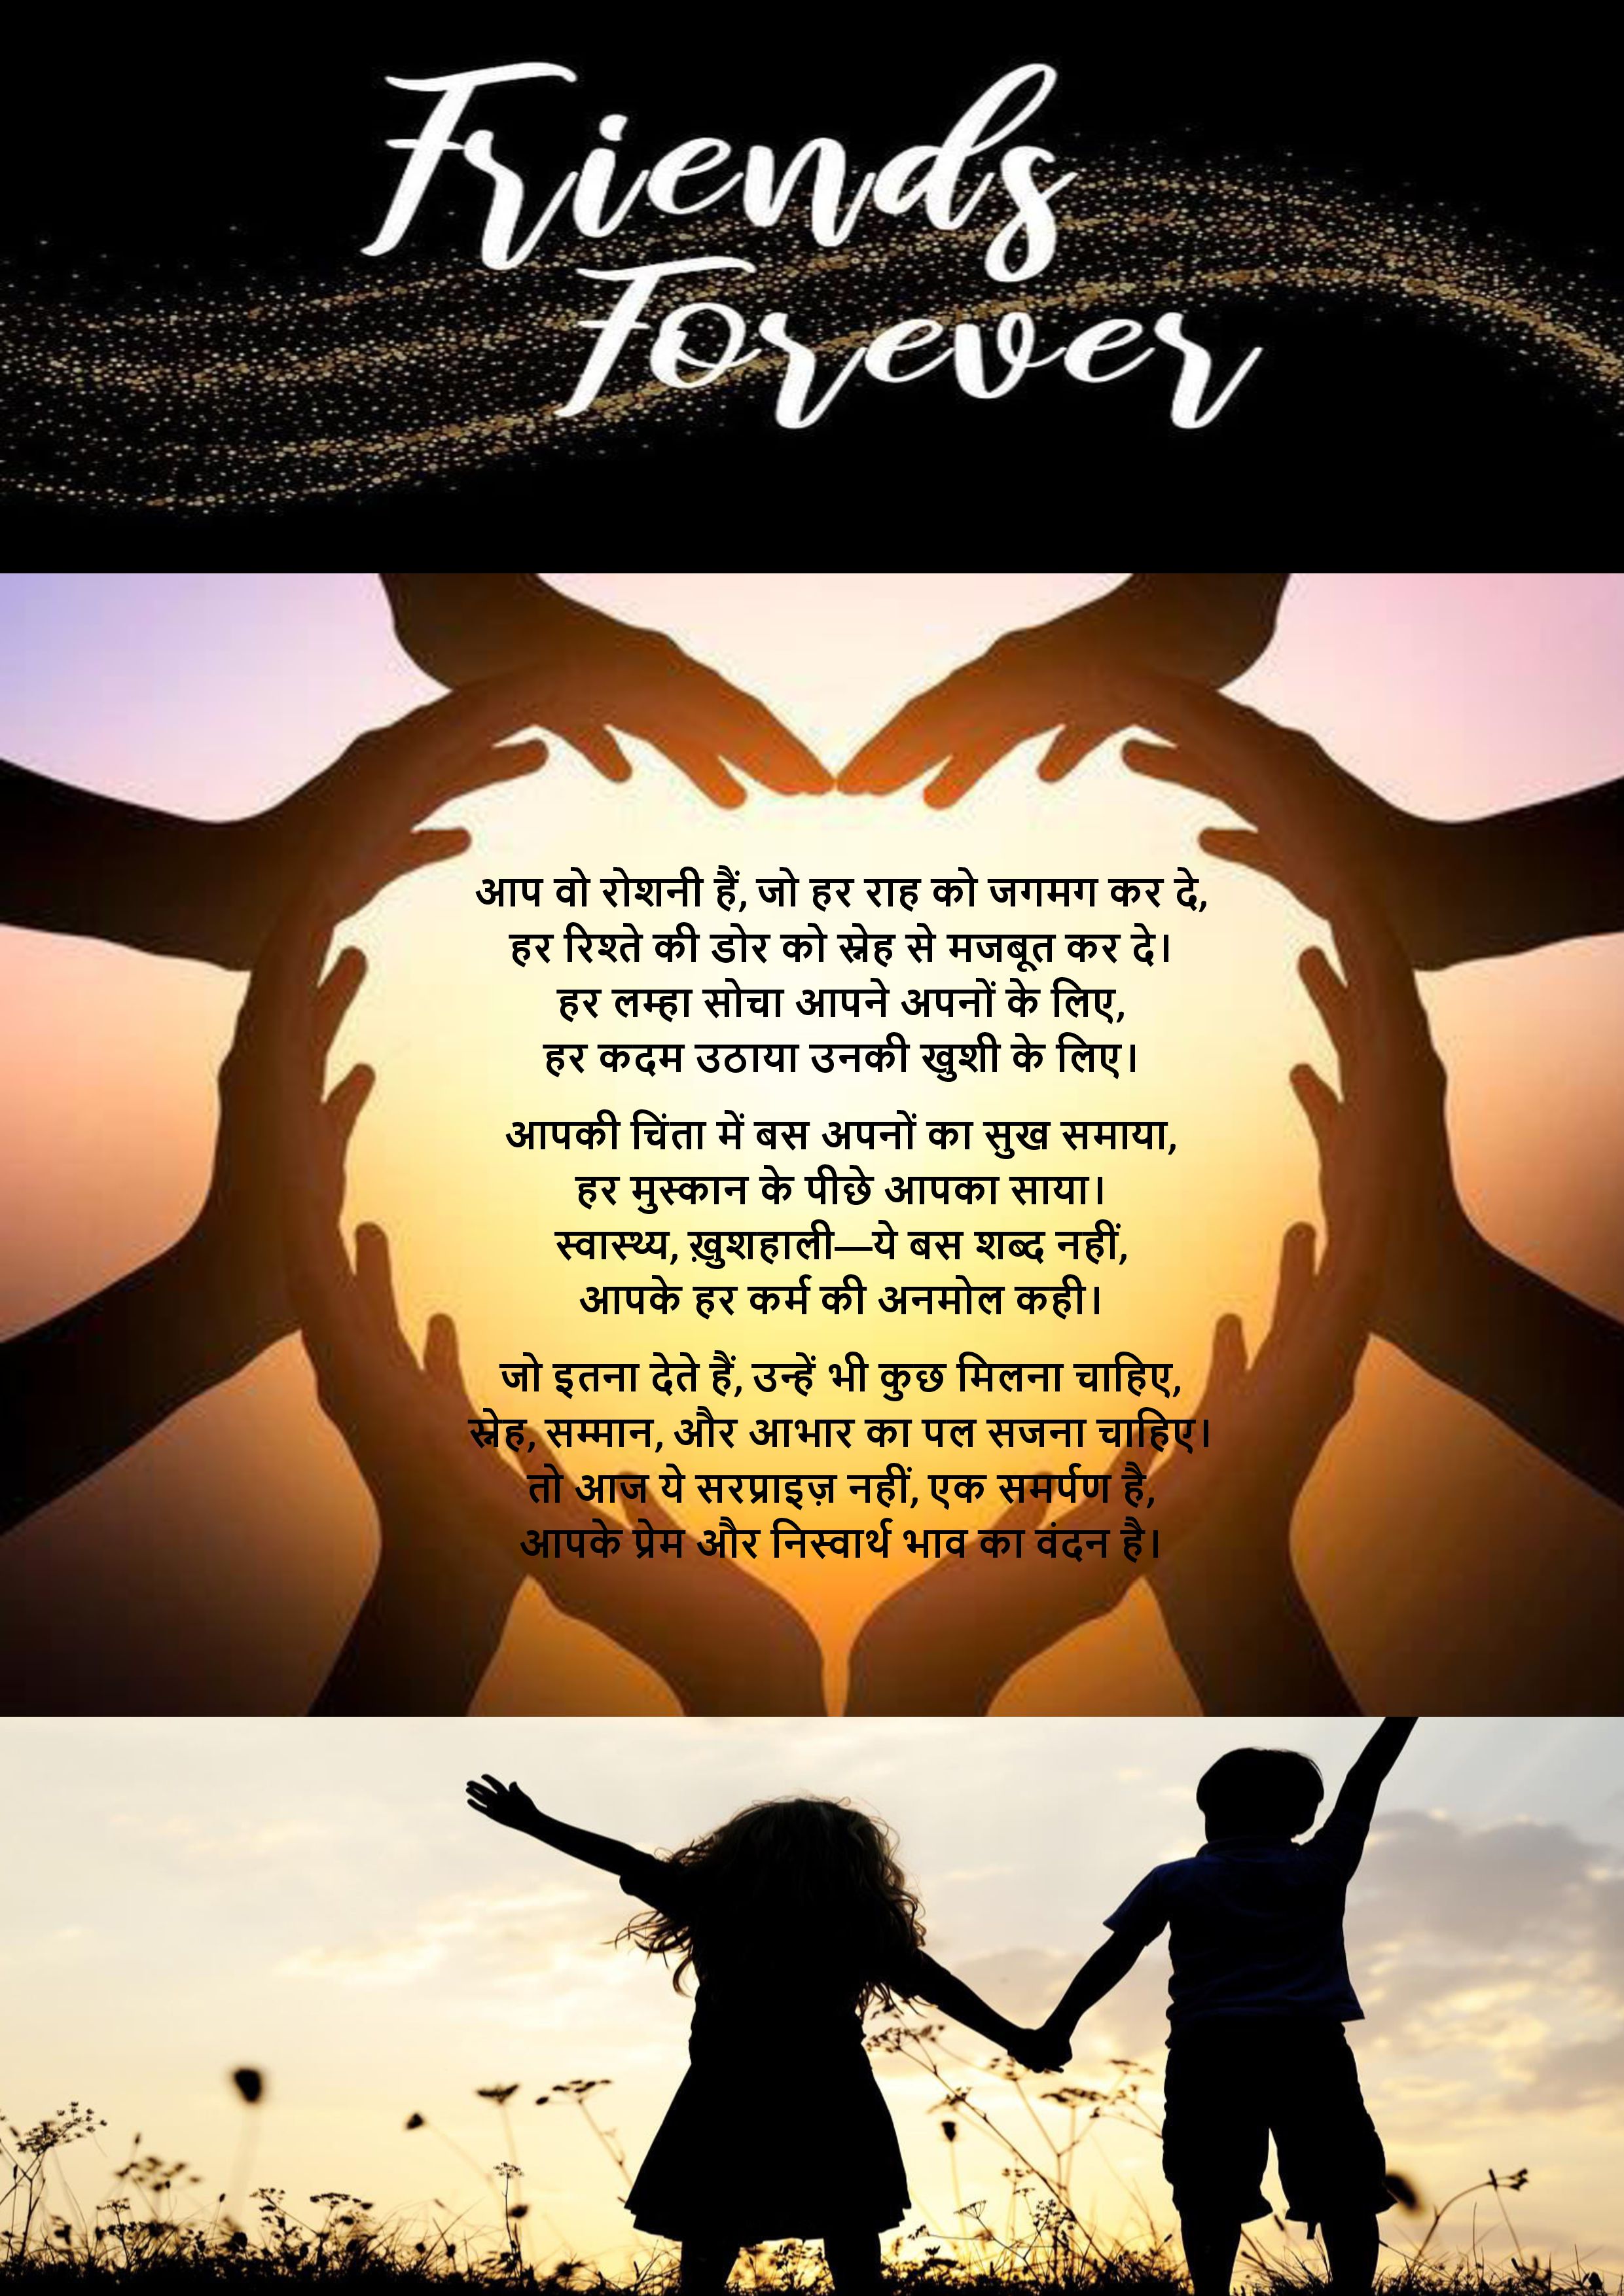 Friends
Forever
आप वो रोशनी हैं, जो हर राह को जगमग कर दे,
हर रिश्ते की डोर को स्नेह से मजबूत कर दे।
हर लम्हा सोचा आपने अपनों के लिए,
हर कदम उठाया उनकी खुशी के लिए।
आपकी चिंता में बस अपनों का सुख समाया,
हर मुस्कान के पीछे आपका साया।
स्वास्थ्य, ख़ुशहाली—ये बस शब्द नहीं,
आपके हर कर्म की अनमोल कही।
जो इतना देते हैं, उन्हें भी कुछ मिलना चाहिए,
स्नेह, सम्मान, और आभार का पल सजना चाहिए।
तो आज ये सरप्राइज़ नहीं, एक समर्पण है,
आपके प्रेम और निस्वार्थ भाव का वंदन है।